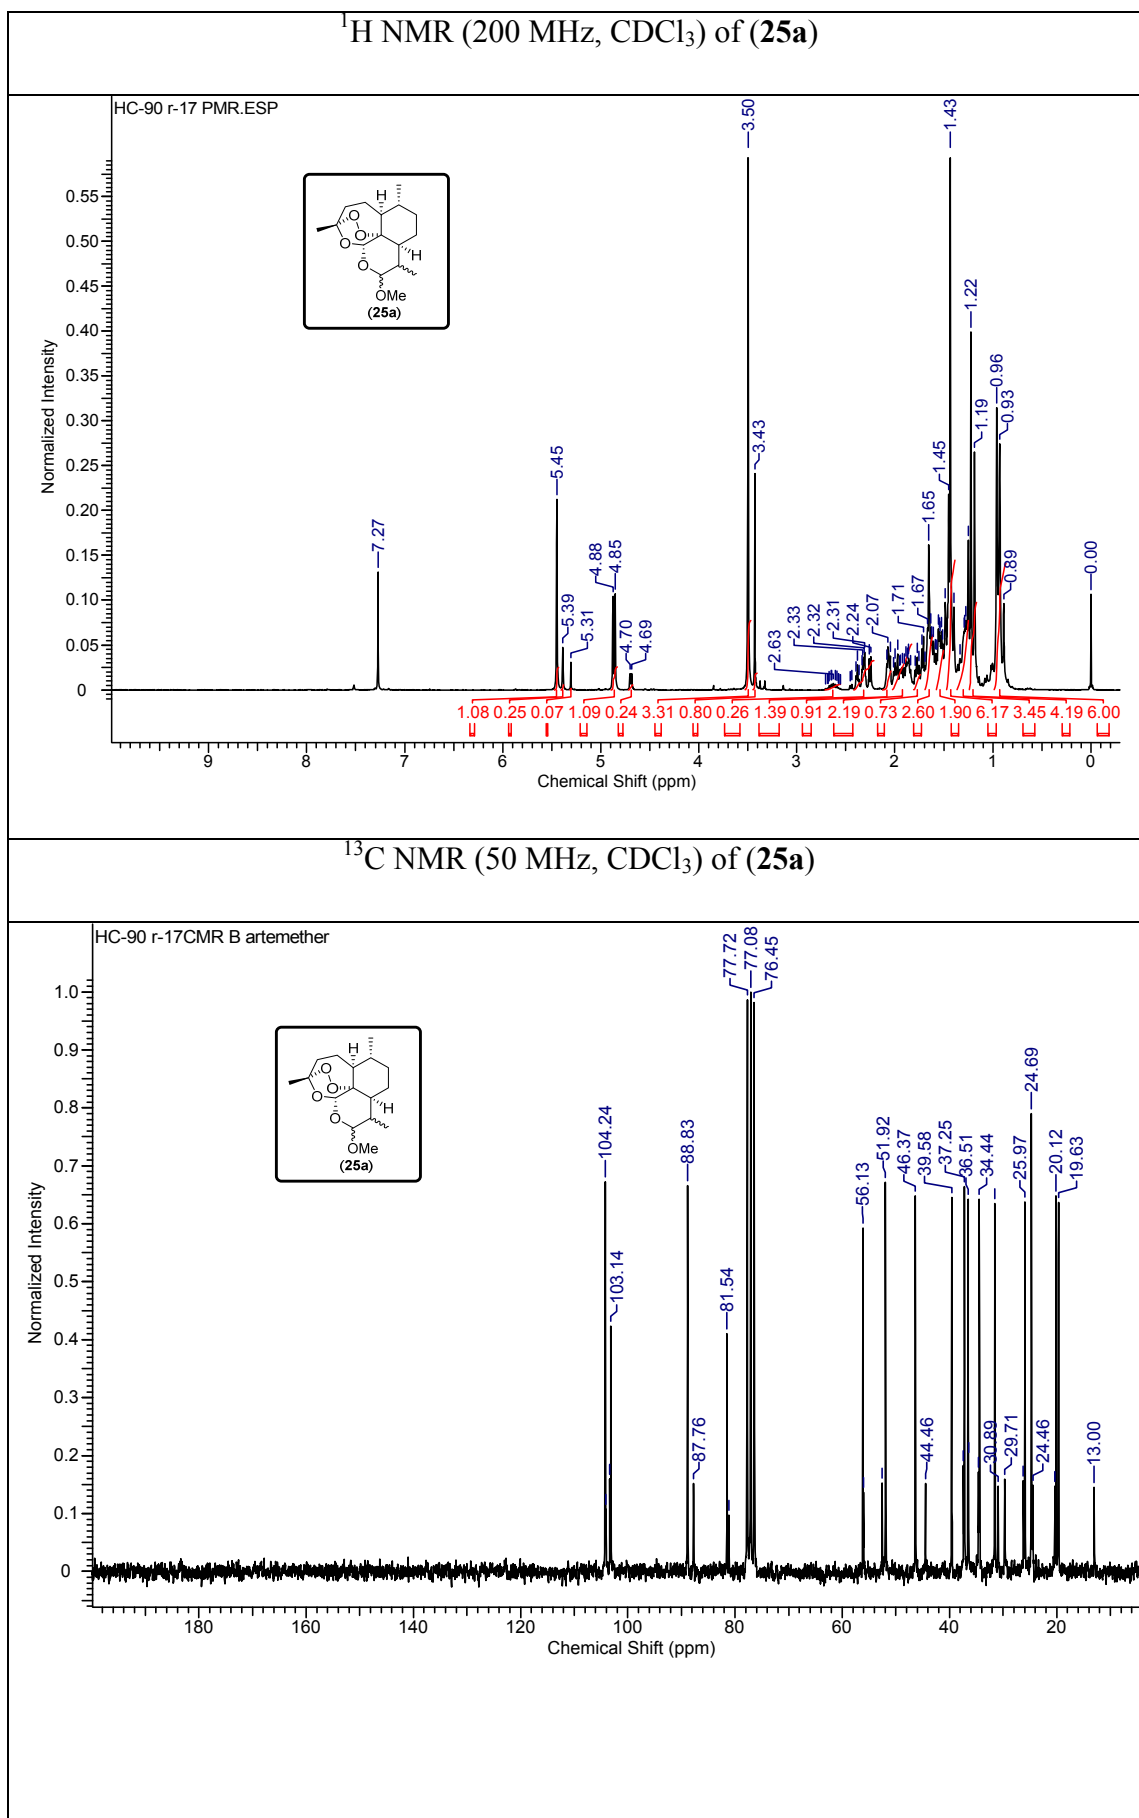 ¹H NMR (200 MHz, CDCl₃) of (25a)
HC-90 r-17 PMR.ESP
3.50
1.43
1.22
0.96
0.93
1.19
3.43
1.45
5.45
1.65
7.27
4.88
4.85
0.89
0.00
5.39
5.31
4.70
4.69
2.63
2.33
2.32
2.31
2.24
2.07
1.71
1.67
H
O
O
O
O
H
OMe
(25a)
Normalized Intensity
0.55
0.50
0.45
0.40
0.35
0.30
0.25
0.20
0.15
0.10
0.05
0
1.08 0.25 0.07 1.09 0.24 3.31 0.80 0.26 1.39 0.91 2.19 0.73 2.60 1.90 6.17 3.45 4.19 6.00
9 8 7 6 5 4 3 2 1 0
Chemical Shift (ppm)
¹³C NMR (50 MHz, CDCl₃) of (25a)
HC-90 r-17CMR B artemether
77.72
77.08
76.45
24.69
104.24
88.83
51.92
46.37
39.58
37.25
36.51
34.44
25.97
20.12
19.63
56.13
103.14
81.54
87.76
44.46
30.89
29.71
24.46
13.00
H
O
O
O
O
H
OMe
(25a)
Normalized Intensity
1.0
0.9
0.8
0.7
0.6
0.5
0.4
0.3
0.2
0.1
0
180 160 140 120 100 80 60 40 20
Chemical Shift (ppm)